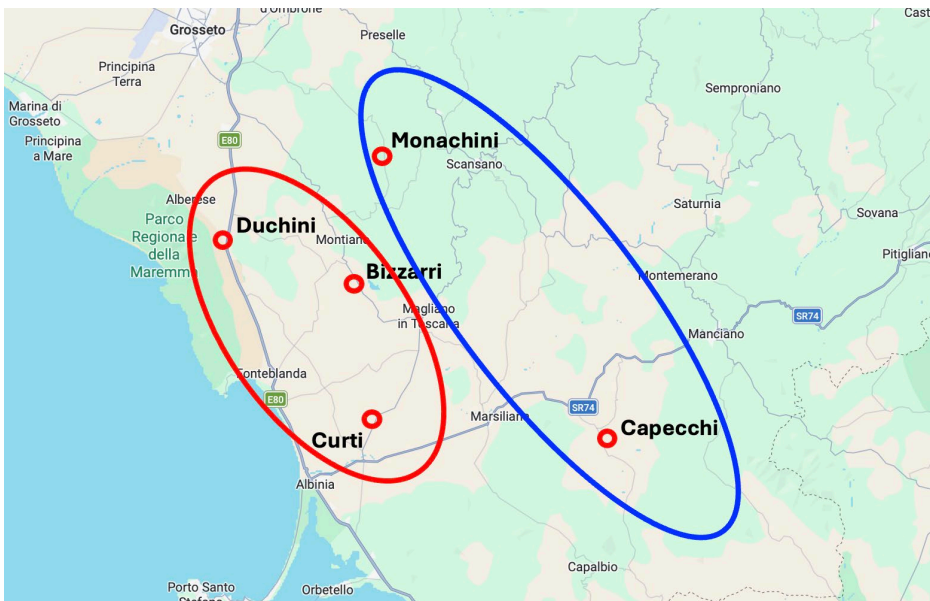 d'Ombrone
Grosseto
Cast
Preselle
Principina
Terra
Semproniano
Marina di
Grosseto
Principina
a Mare
E80
Monachini
Scansano
Alberese
Saturnia
Sovana
Parco
Regionale
della
Maremma
Duchini
Montiano
Pitigliano
Bizzarri
Montemerano
Magliano
in Toscana
SR74
Manciano
Fonteblanda
E80
SR74
Marsiliana
Curti
Capecchi
Albinia
Capalbio
Porto Santo
Stefano
Orbetello